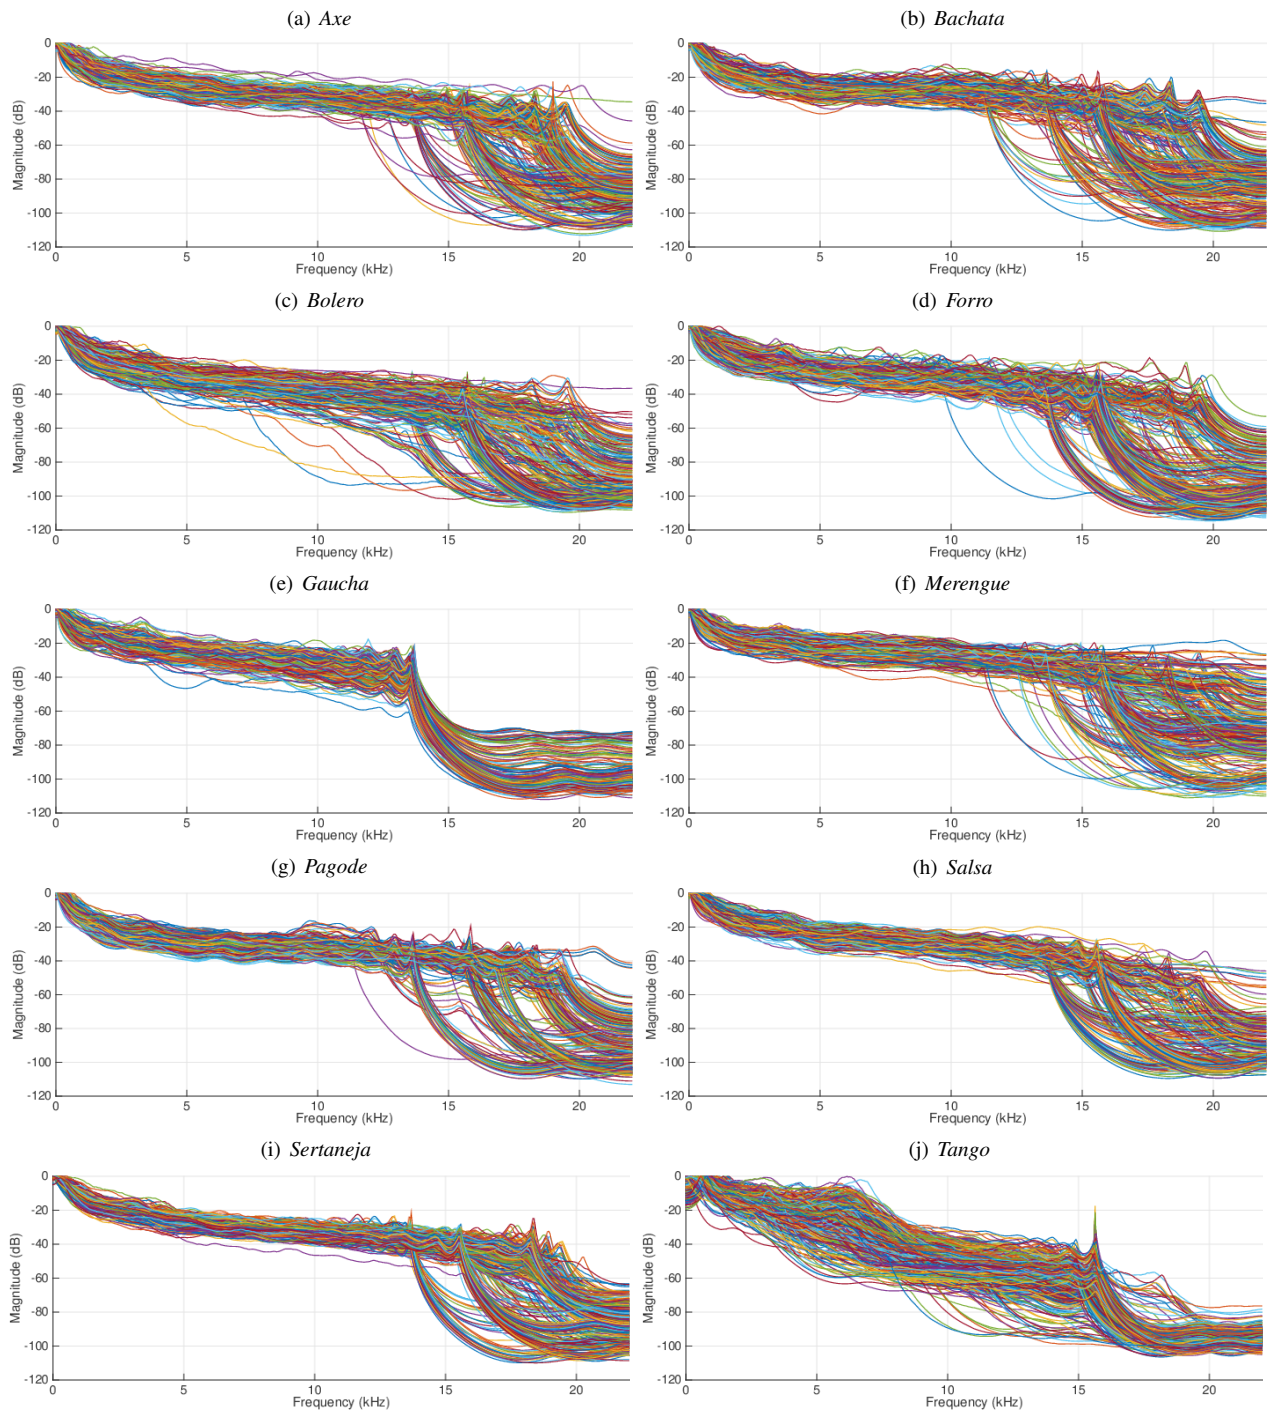 (a) Axe
0
-20
-40
-60
-80
-100
-120
Magnitude (dB)
0 5 10 15 20
Frequency (kHz)
(b) Bachata
0
-20
-40
-60
-80
-100
-120
Magnitude (dB)
0 5 10 15 20
Frequency (kHz)
(c) Bolero
0
-20
-40
-60
-80
-100
-120
Magnitude (dB)
0 5 10 15 20
Frequency (kHz)
(d) Forro
0
-20
-40
-60
-80
-100
-120
Magnitude (dB)
0 5 10 15 20
Frequency (kHz)
(e) Gaucha
0
-20
-40
-60
-80
-100
-120
Magnitude (dB)
0 5 10 15 20
Frequency (kHz)
(f) Merengue
0
-20
-40
-60
-80
-100
-120
Magnitude (dB)
0 5 10 15 20
Frequency (kHz)
(g) Pagode
0
-20
-40
-60
-80
-100
-120
Magnitude (dB)
0 5 10 15 20
Frequency (kHz)
(h) Salsa
0
-20
-40
-60
-80
-100
-120
Magnitude (dB)
0 5 10 15 20
Frequency (kHz)
(i) Sertaneja
0
-20
-40
-60
-80
-100
-120
Magnitude (dB)
0 5 10 15 20
Frequency (kHz)
(j) Tango
0
-20
-40
-60
-80
-100
-120
Magnitude (dB)
0 5 10 15 20
Frequency (kHz)